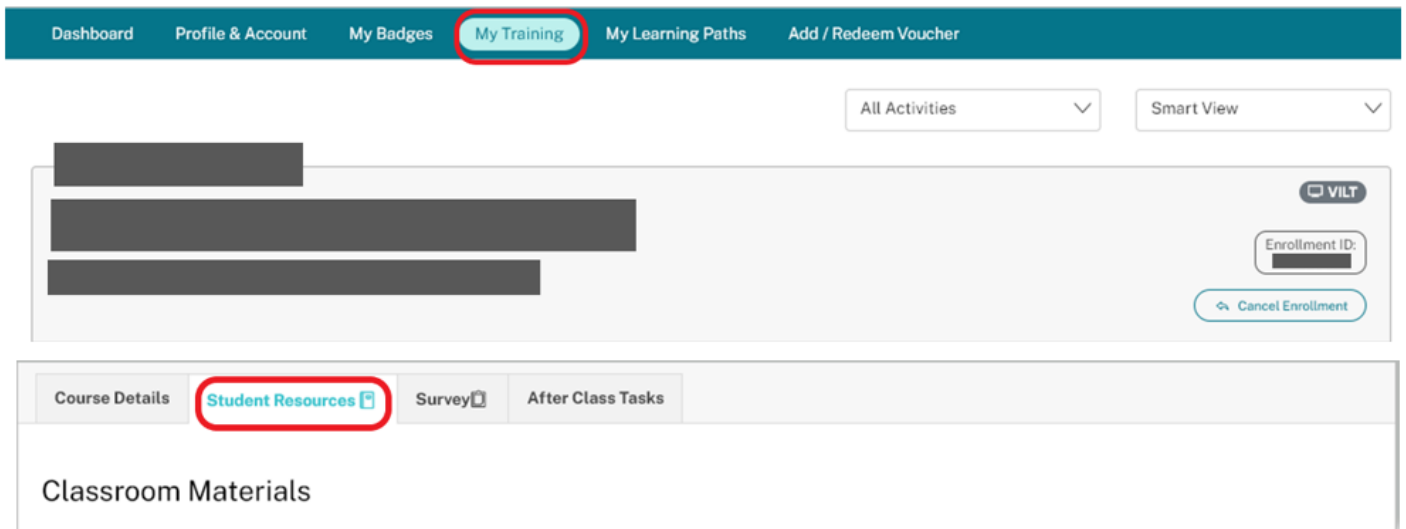 Dashboard Profile & Account My Badges My Training My Learning Paths Add / Redeem Voucher
All Activities Smart View
VILT
Enrollment ID:
Cancel Enrollment
Course Details Student Resources Survey After Class Tasks
Classroom Materials